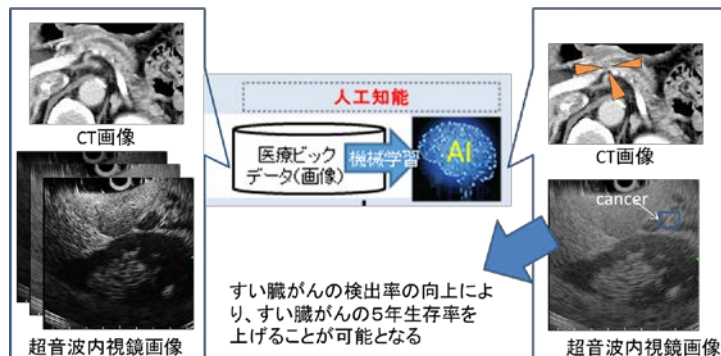 CT画像
超音波内視鏡画像
人工知能
医療ビック
データ(画像)
機械学習
AI
すい臓がんの検出率の向上によ
り、すい臓がんの5年生存率を
上げることが可能となる
CT画像
cancer
超音波内視鏡画像